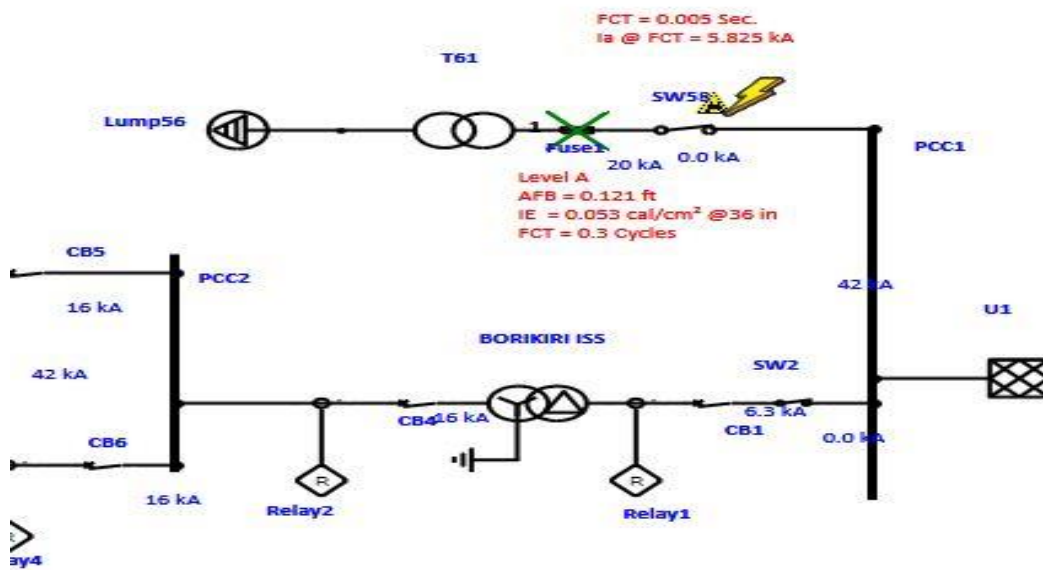 FCT = 0.005 Sec.
Ia @ FCT = 5.825 kA
T61
SW58
Lump56
1
Fuse1
20 kA
0.0 kA
PCC1
Level A
AFB = 0.121 ft
IE = 0.053 cal/cm² @36 in
FCT = 0.3 Cycles
CB5
PCC2
16 kA
42 kA
U1
BORIKIRI ISS
42 kA
SW2
CB4
16 kA
6.3 kA
CB1
0.0 kA
CB6
16 kA
R
R
Relay2
Relay1
R
ay4